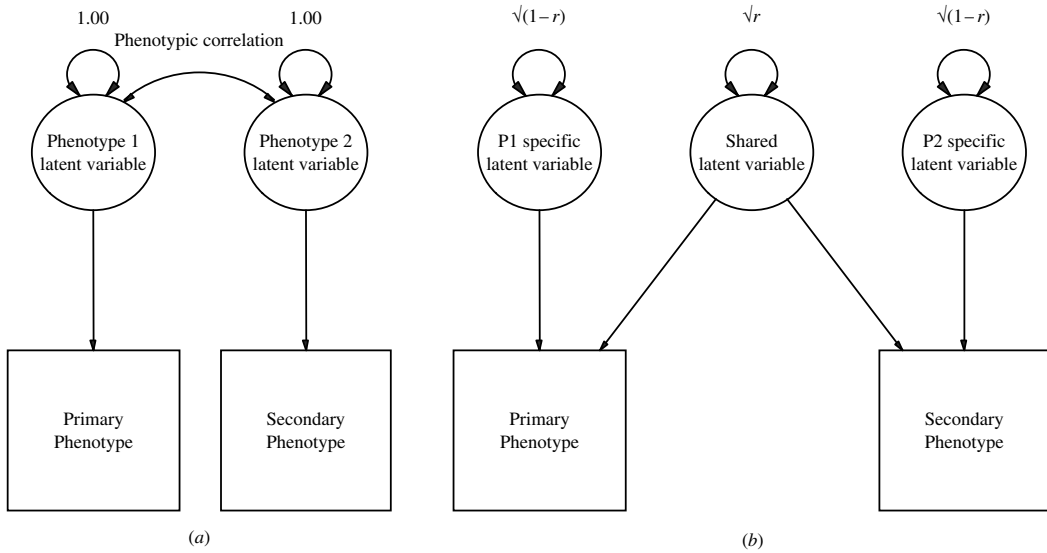 1.00
1.00
Phenotypic correlation
Phenotype 1
latent variable
Phenotype 2
latent variable
Primary
Phenotype
Secondary
Phenotype
(a)
√(1–r)
√r
√(1–r)
P1 specific
latent variable
Shared
latent variable
P2 specific
latent variable
Primary
Phenotype
Secondary
Phenotype
(b)